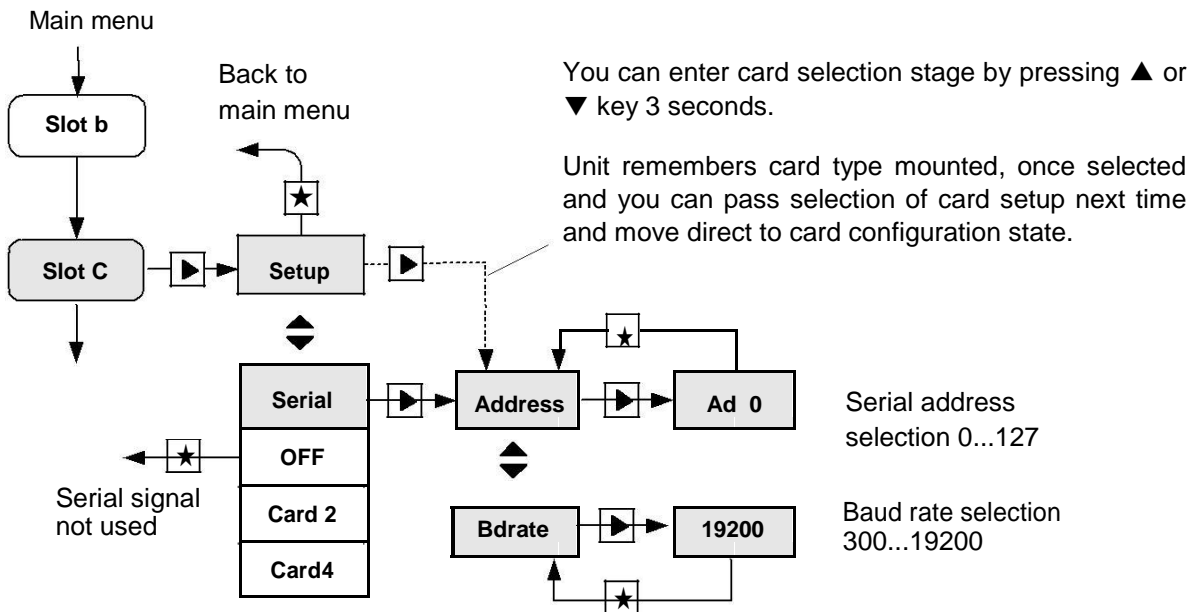 Main menu
Slot b
Back to
main menu
You can enter card selection stage by pressing ▲ or
▼ key 3 seconds.
Unit remembers card type mounted, once selected
and you can pass selection of card setup next time
and move direct to card configuration state.
Slot C
Setup
Serial
Address
Ad 0
Serial address
selection 0...127
OFF
Serial signal
not used
Card 2
Card4
Bdrate
19200
Baud rate selection
300...19200